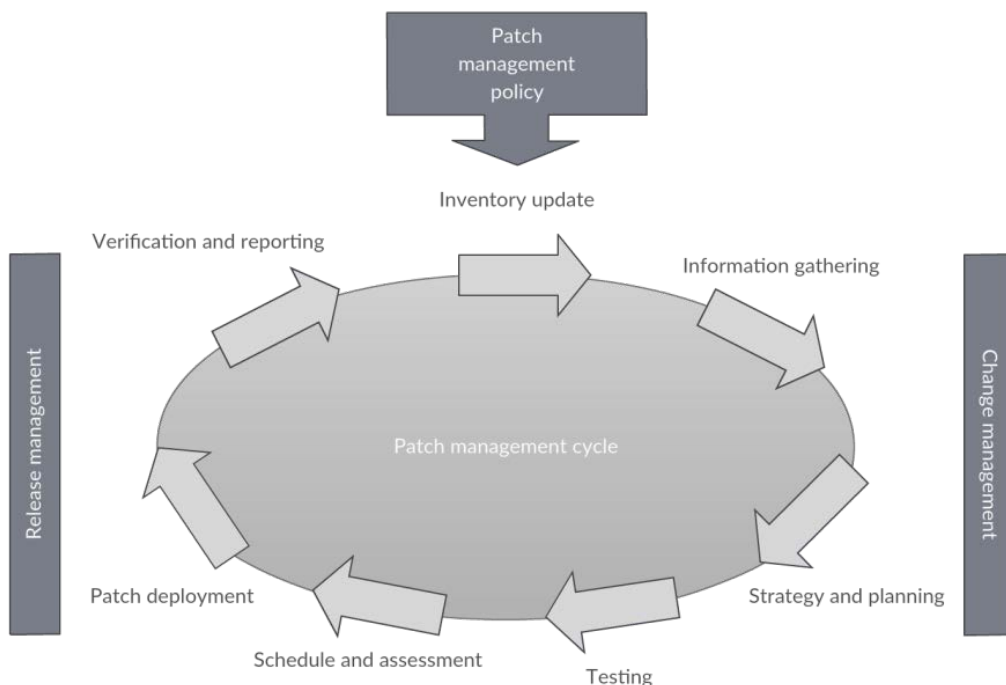 Patch
management
policy
Inventory update
Verification and reporting
Information gathering
Release management
Patch management cycle
Change management
Patch deployment
Strategy and planning
Schedule and assessment
Testing